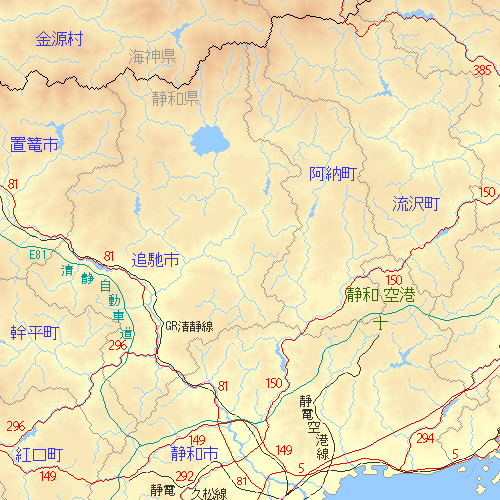 金源村
海神県
385
静和県
置篭市
阿納町
81
150
流沢町
E81
81
追馳市
清静自動車道
150
静和 空港
GR清静線
幹平町
296
81
150
静電空港線
296
紅口町
149
149
静和市
149
294
5
5
292
81
静電
久松線